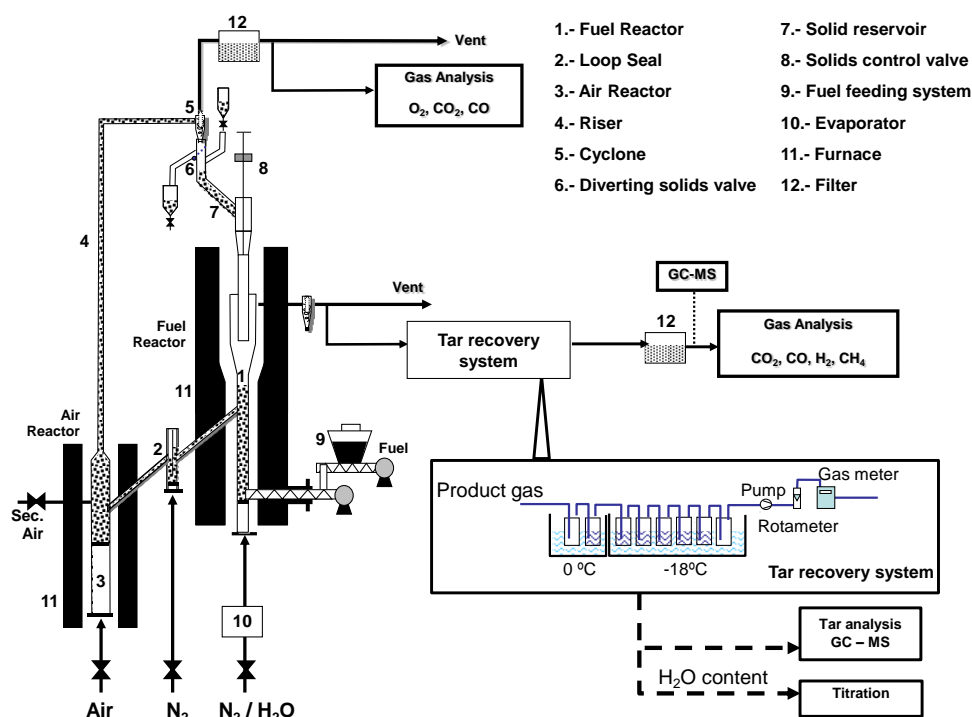 12
Vent
Gas Analysis
O₂, CO₂, CO
1.- Fuel Reactor
2.- Loop Seal
3.- Air Reactor
4.- Riser
5.- Cyclone
6.- Diverting solids valve
7.- Solid reservoir
8.- Solids control valve
9.- Fuel feeding system
10.- Evaporator
11.- Furnace
12.- Filter
5
6
8
7
4
Vent
GC-MS
Fuel
Reactor
Tar recovery
system
12
Gas Analysis
CO₂, CO, H₂, CH₄
1
11
Air
Reactor
2
9
Fuel
Sec.
Air
3
11
10
Air
N₂
N₂ / H₂O
Product gas
Pump
Gas meter
Rotameter
0 ºC
-18ºC
Tar recovery system
Tar analysis
GC – MS
H₂O content
Titration